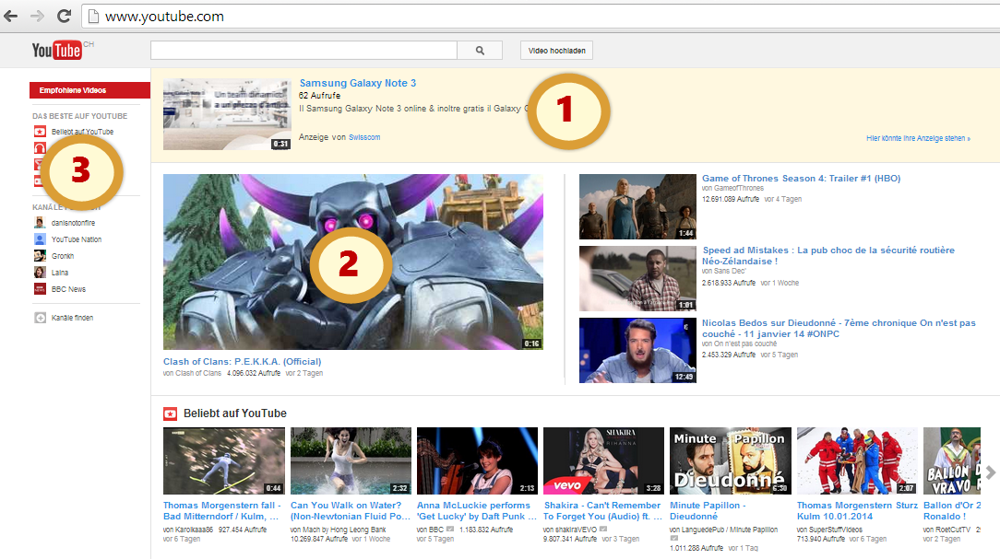 www.youtube.com
YouTube CH
Video hochladen
Empfohlene Videos
DAS BESTE AUF YOUTUBE
Beliebt auf YouTube
3
KANÄLE
danisnotonfire
YouTube Nation
Gronkh
Laina
BBC News
Kanäle finden
Samsung Galaxy Note 3
62 Aufrufe
Il Samsung Galaxy Note 3 online & inoltre gratis il Galaxy
Anzeige von Swisscom
0:31
1
Hier könnte Ihre Anzeige stehen »
2
0:16
Clash of Clans: P.E.K.K.A. (Official)
von Clash of Clans 4.096.032 Aufrufe vor 2 Tagen
1:44
Game of Thrones Season 4: Trailer #1 (HBO)
von GameofThrones
12.691.089 Aufrufe vor 4 Tagen
1:01
Speed ad Mistakes : La pub choc de la sécurité routière
Néo-Zélandaise !
von Sans Dec'
2.618.933 Aufrufe vor 1 Woche
12:49
Nicolas Bedos sur Dieudonné - 7ème chronique On n'est pas
couché - 11 janvier 14 #ONPC
von On n'est pas couché
2.453.329 Aufrufe vor 5 Tagen
Beliebt auf YouTube
0:44
Thomas Morgenstern fall -
Bad Mitterndorf / Kulm, ...
von Karolkaaa86 927.454 Aufrufe
vor 6 Tagen
2:32
Can You Walk on Water?
(Non-Newtonian Fluid Po...
von Mach by Hong Leong Bank
10.269.847 Aufrufe vor 1 Woche
2:13
Anna McLuckie performs
'Get Lucky' by Daft Punk ...
von BBC 1.183.832 Aufrufe
vor 5 Tagen
SHAKIRA
RIHANNA
vevo
3:28
Shakira - Can't Remember
To Forget You (Audio) ft. ...
von shakiraVEVO
9.807.341 Aufrufe vor 3 Tagen
Minute Papillon
Dieudonné
6:30
Minute Papillon -
Dieudonné
von LanguedePub / Minute Papillon
1.011.288 Aufrufe vor 1 Tag
2:07
Thomas Morgenstern Sturz
Kulm 10.01.2014
von SuperStuffVideos
713.940 Aufrufe vor 6 Tagen
BALLON D
VRAVO
Ballon d'Or 2
Ronaldo !
von RoetCutTV
vor 2 Tagen